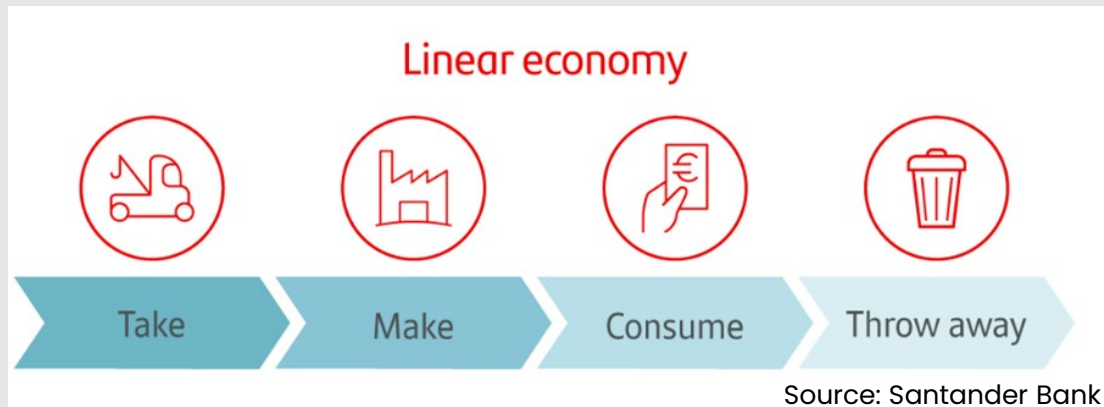 Linear economy
€
Take
Make
Consume
Throw away
Source: Santander Bank